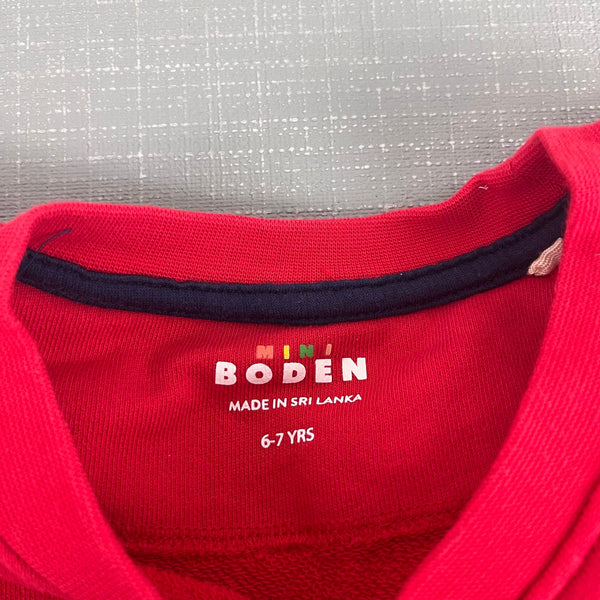 MINI
BODEN
MADE IN SRI LANKA
6-7 YRS